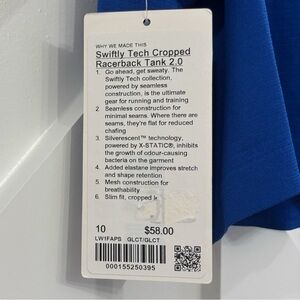 WHY WE MADE THIS
Swiftly Tech Cropped
Racerback Tank 2.0
1. Go ahead, get sweaty. The
Swiftly Tech collection,
powered by seamless
construction, is the ultimate
gear for running and training
2. Seamless construction for
minimal seams. Where there are
seams, they're flat for reduced
chafing
3. Silverescent™ technology,
powered by X-STATIC®, inhibits
the growth of odour-causing
bacteria on the garment
4. Added elastane improves stretch
and shape retention
5. Mesh construction for
breathability
6. Slim fit, cropped
10 $58.00
LW1FAPS GLCT/GLCT
000155250395